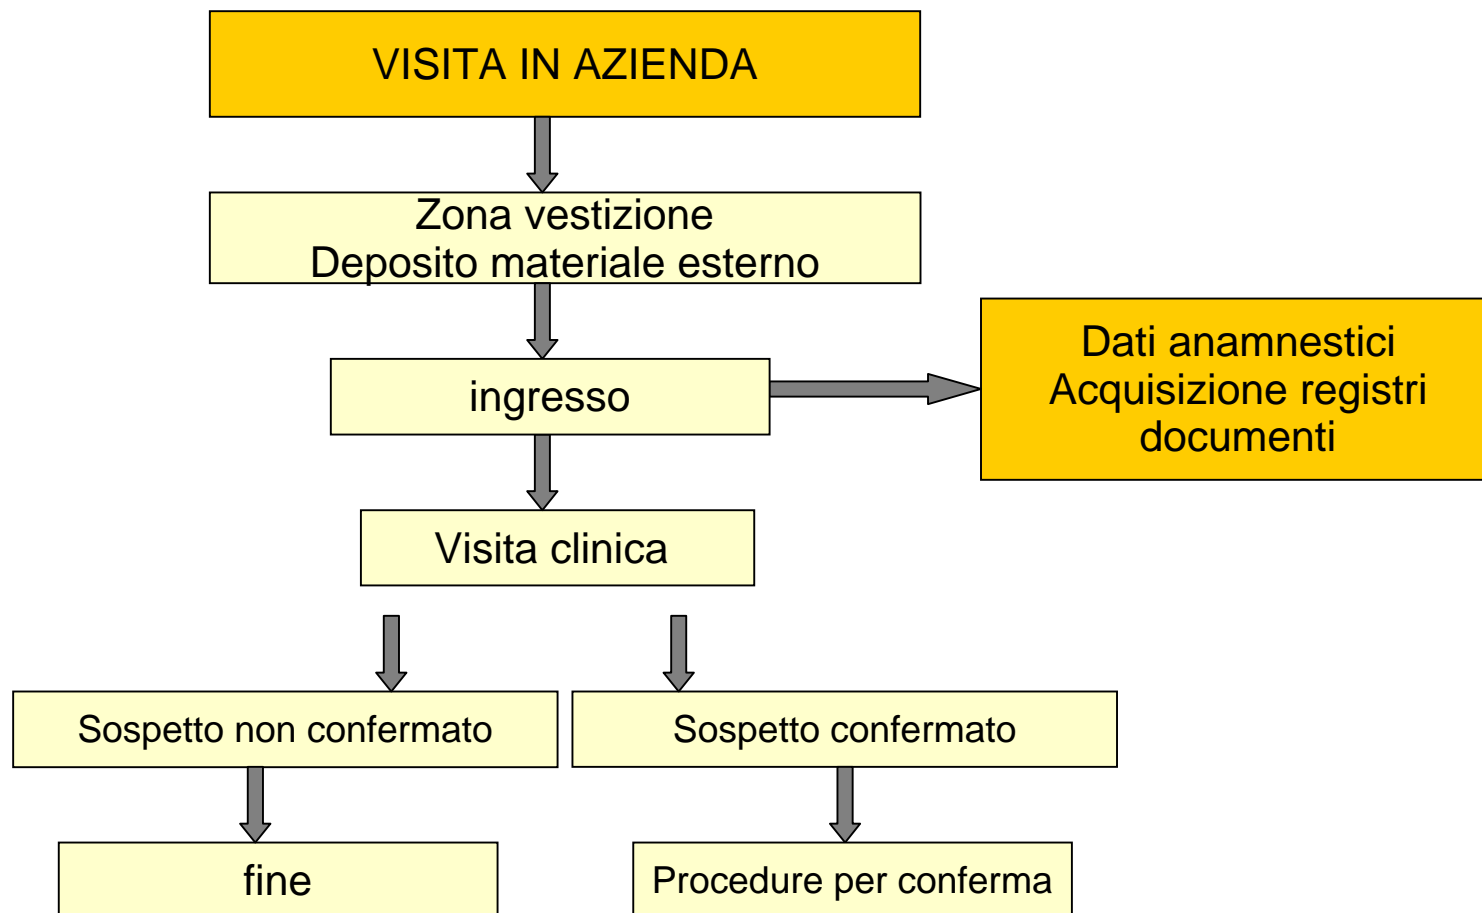 VISITA IN AZIENDA
Zona vestizione
Deposito materiale esterno
ingresso
Dati anamnestici
Acquisizione registri
documenti
Visita clinica
Sospetto non confermato
Sospetto confermato
fine
Procedure per conferma